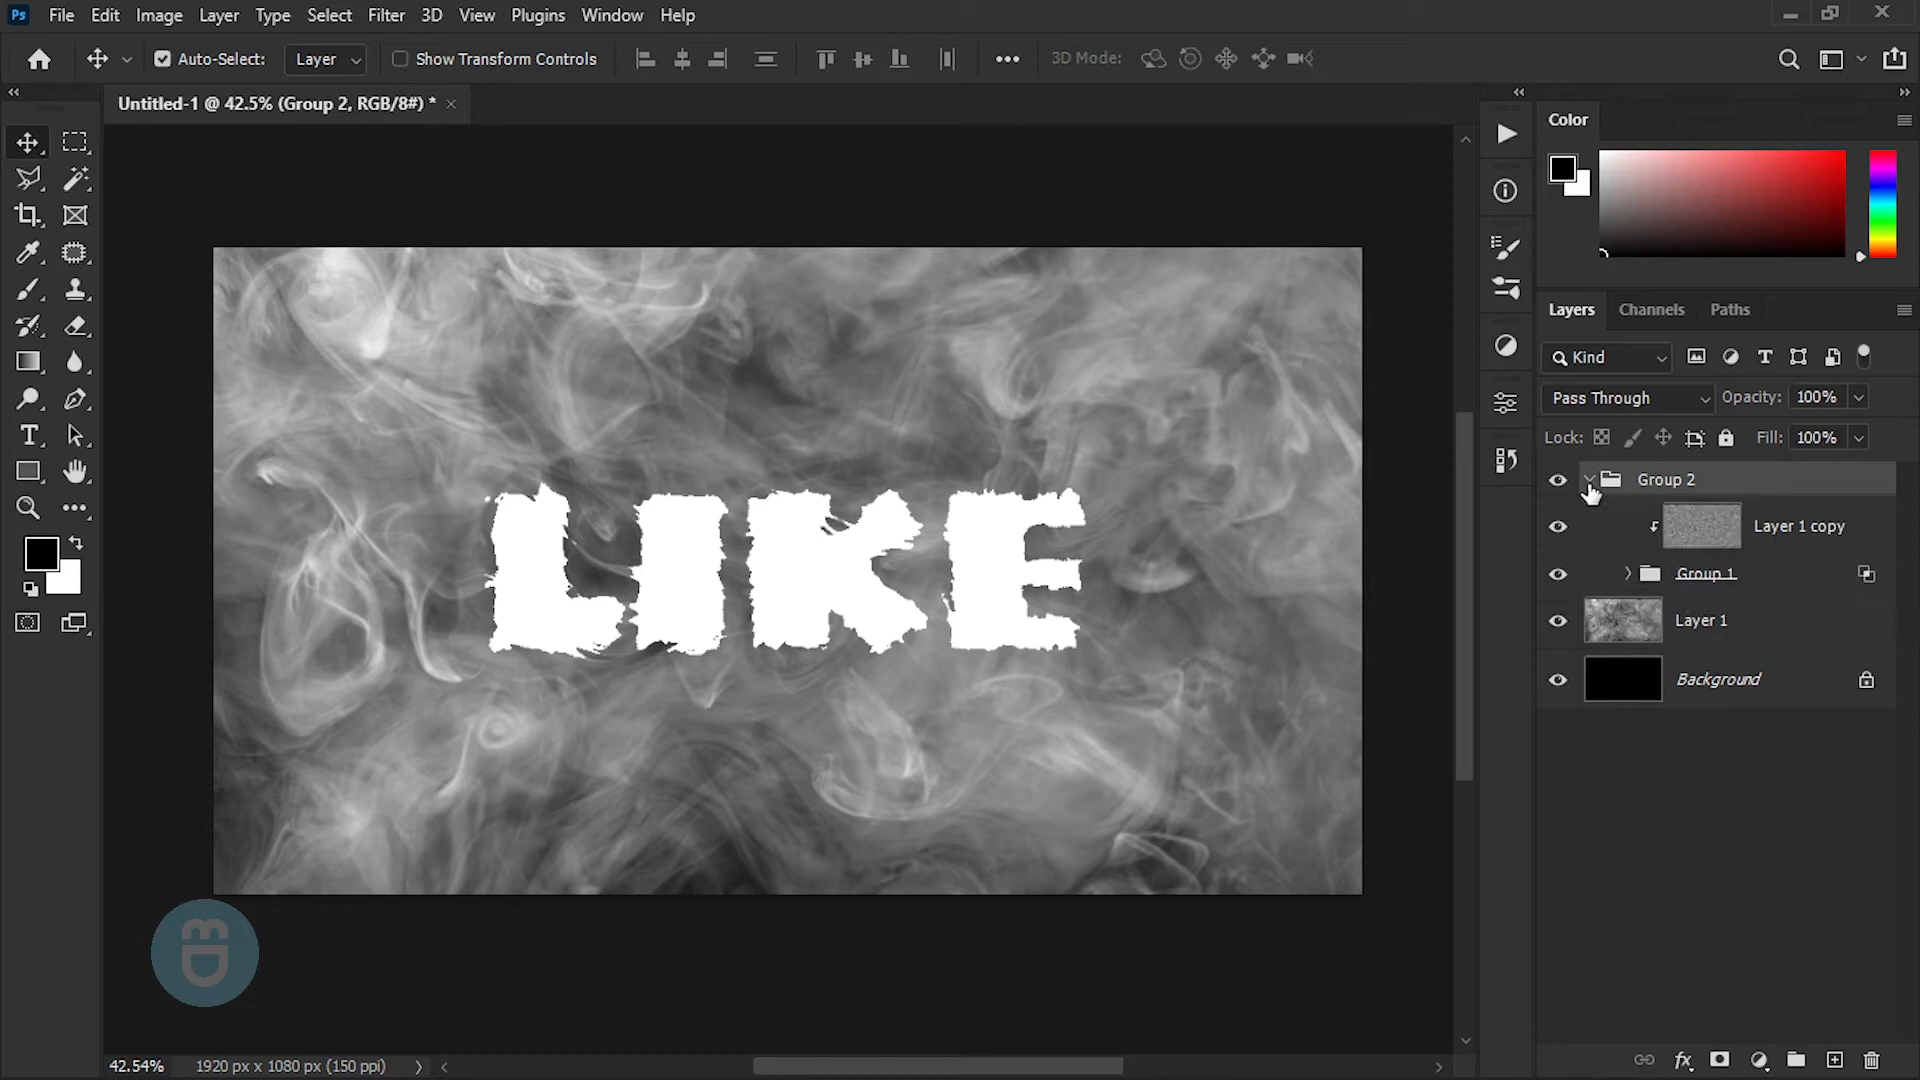 Ps File Edit Image Layer Type Select Filter 3D View Plugins Window Help
Auto-Select: Layer Show Transform Controls 3D Mode:
Untitled-1 @ 42.5% (Group 2, RGB/8#) *
Color
Layers Channels Paths
Kind
Pass Through Opacity: 100%
Lock: Fill: 100%
Group 2
Layer 1 copy
Group 1
Layer 1
Background
LIKE
42.54% 1920 px x 1080 px (150 ppi)